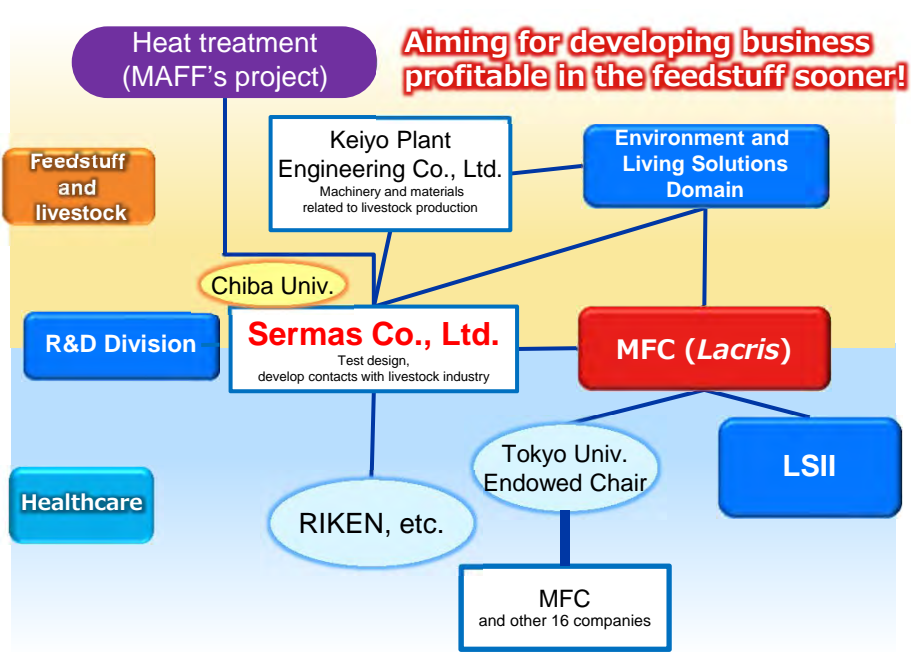 Heat treatment
(MAFF's project)
Aiming for developing business
profitable in the feedstuff sooner!
Keiyo Plant
Engineering Co., Ltd.
Machinery and materials
related to livestock production
Environment and
Living Solutions
Domain
Feedstuff
and
livestock
Chiba Univ.
R&D Division
Sermas Co., Ltd.
Test design,
develop contacts with livestock industry
MFC (Lacris)
Tokyo Univ.
Endowed Chair
LSII
Healthcare
RIKEN, etc.
MFC
and other 16 companies